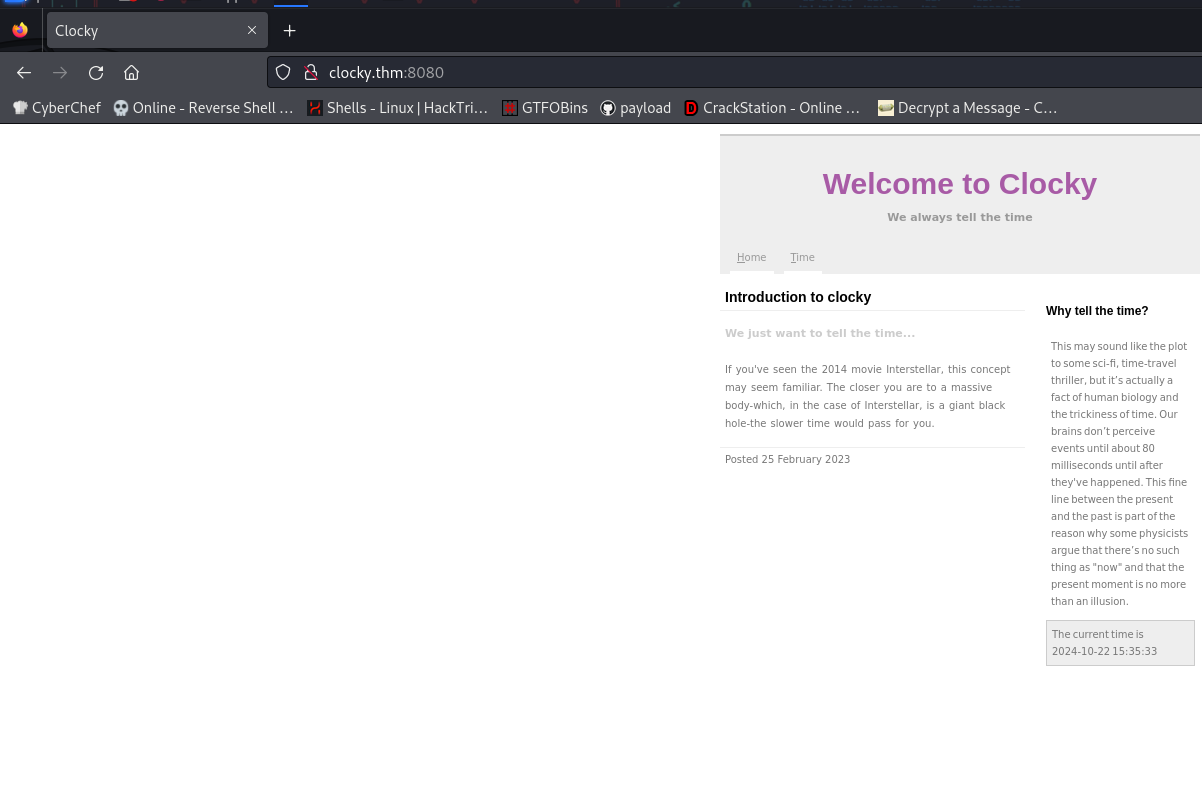 Clocky
clocky.thm:8080
CyberChef
Online - Reverse Shell …
Shells - Linux | HackTri…
GTFOBins
payload
CrackStation - Online …
Decrypt a Message - C…
Welcome to Clocky
We always tell the time
Home
Time
Introduction to clocky
We just want to tell the time...
If you've seen the 2014 movie Interstellar, this concept
may seem familiar. The closer you are to a massive
body-which, in the case of Interstellar, is a giant black
hole-the slower time would pass for you.
Posted 25 February 2023
Why tell the time?
This may sound like the plot
to some sci-fi, time-travel
thriller, but it’s actually a
fact of human biology and
the trickiness of time. Our
brains don’t perceive
events until about 80
milliseconds until after
they've happened. This fine
line between the present
and the past is part of the
reason why some physicists
argue that there’s no such
thing as "now" and that the
present moment is no more
than an illusion.
The current time is
2024-10-22 15:35:33